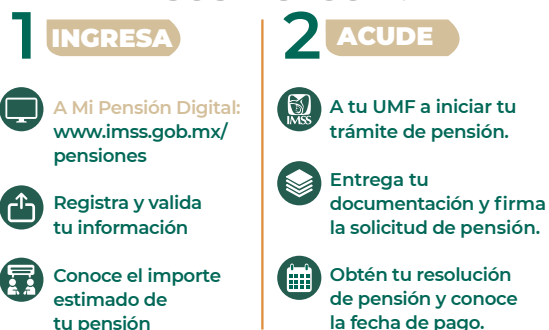 1 INGRESA
A Mi Pensión Digital:
www.imss.gob.mx/
pensiones
Registra y valida
tu información
Conoce el importe
estimado de
tu pensión
2 ACUDE
IMSS
A tu UMF a iniciar tu
trámite de pensión.
Entrega tu
documentación y firma
la solicitud de pensión.
Obtén tu resolución
de pensión y conoce
la fecha de pago.